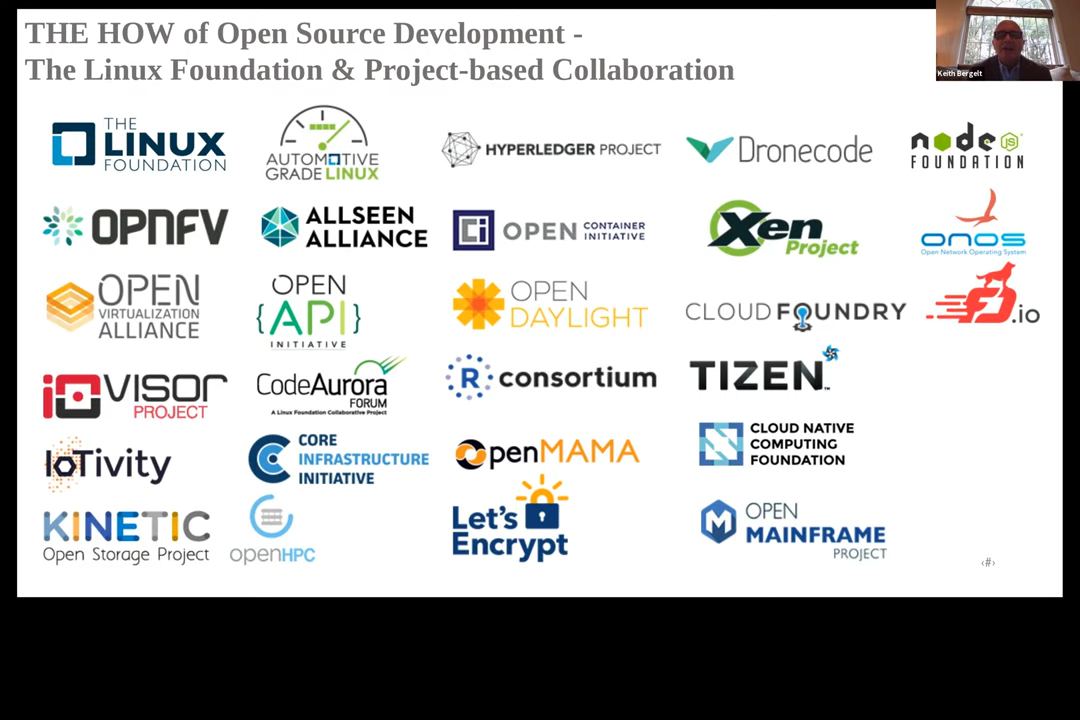 THE HOW of Open Source Development -
The Linux Foundation & Project-based Collaboration
Keith Bergelt
THE
LINUX
FOUNDATION
AUTOMOTIVE
GRADE LINUX
HYPERLEDGER PROJECT
Dronecode
node
JS
FOUNDATION
OPNFV
ALLSEEN
ALLIANCE
Ci
OPEN CONTAINER
INITIATIVE
Xen
Project
onos
Open Network Operating System
OPEN
VIRTUALIZATION
ALLIANCE
OPEN
{API}
INITIATIVE
OPEN
DAYLIGHT
CLOUD FOUNDRY
FD.io
iOVISOR
PROJECT
CodeAurora
FORUM
A Linux Foundation Collaborative Project
R consortium
TIZEN™
IoTivity
CORE
INFRASTRUCTURE
INITIATIVE
OpenMAMA
CLOUD NATIVE
COMPUTING
FOUNDATION
KINETIC
Open Storage Project
openHPC
Let's
Encrypt
OPEN
MAINFRAME
PROJECT
‹#›